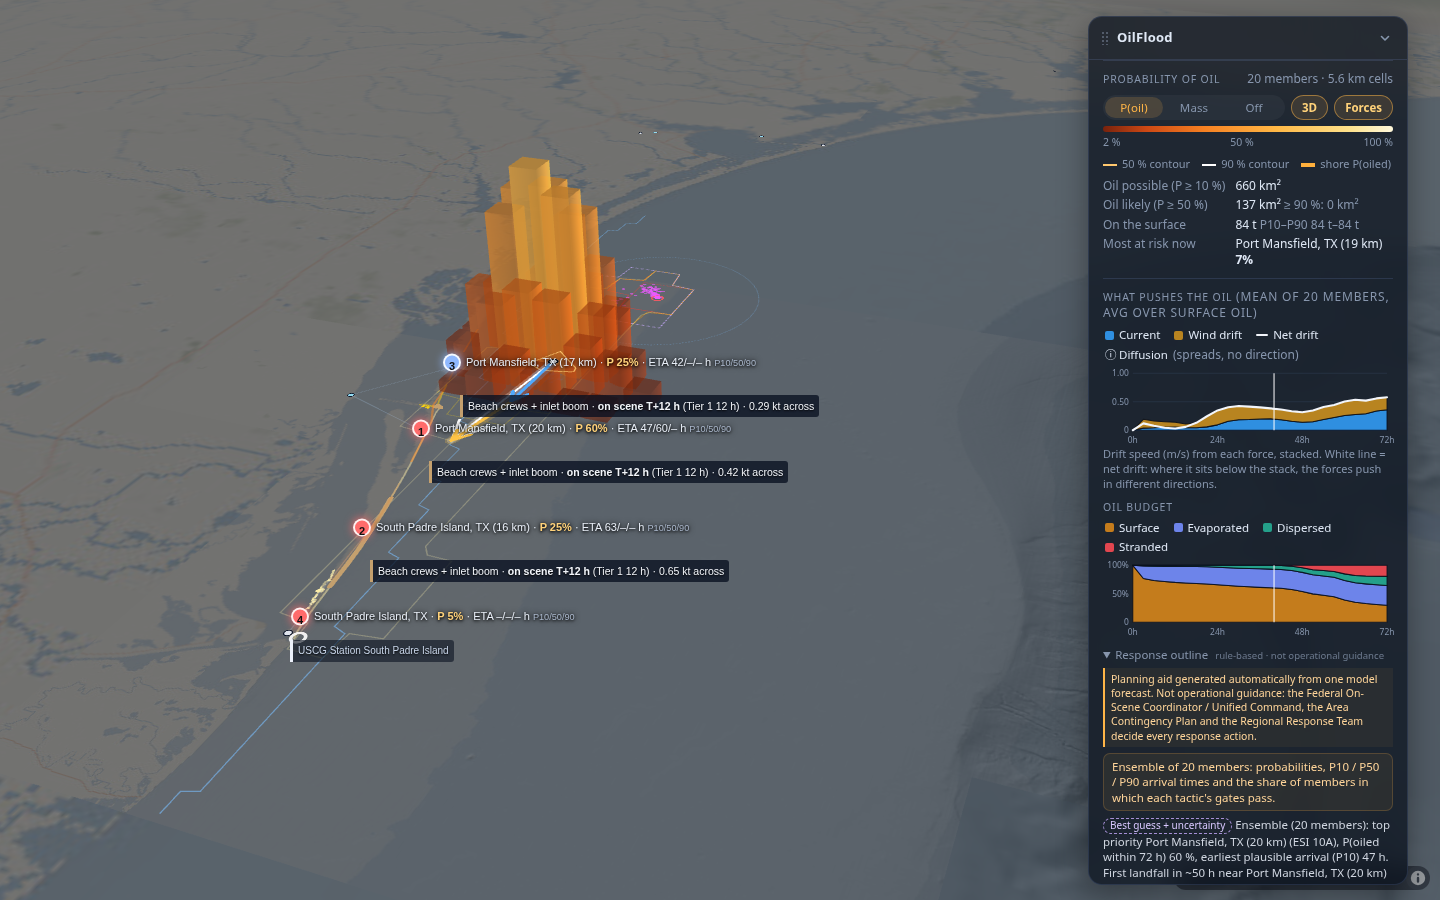 OilFlood
PROBABILITY OF OIL 20 members · 5.6 km cells
P(oil) Mass Off 3D Forces
2 % 50 % 100 %
50 % contour 90 % contour shore P(oiled)
Oil possible (P ≥ 10 %) 660 km²
Oil likely (P ≥ 50 %) 137 km² ≥ 90 %: 0 km²
On the surface 84 t P10–P90 84 t–84 t
Most at risk now Port Mansfield, TX (19 km)
7%
WHAT PUSHES THE OIL (MEAN OF 20 MEMBERS,
AVG OVER SURFACE OIL)
Current Wind drift Net drift
Diffusion (spreads, no direction)
1.00
0.50
0
0h 24h 48h 72h
Drift speed (m/s) from each force, stacked. White line =
net drift: where it sits below the stack, the forces push
in different directions.
OIL BUDGET
Surface Evaporated Dispersed
Stranded
100%
50%
0
0h 24h 48h 72h
▼ Response outline rule-based · not operational guidance
Planning aid generated automatically from one model
forecast. Not operational guidance: the Federal On-
Scene Coordinator / Unified Command, the Area
Contingency Plan and the Regional Response Team
decide every response action.
Ensemble of 20 members: probabilities, P10 / P50
/ P90 arrival times and the share of members in
which each tactic's gates pass.
Best guess + uncertainty Ensemble (20 members): top
priority Port Mansfield, TX (20 km) (ESI 10A), P(oiled
within 72 h) 60 %, earliest plausible arrival (P10) 47 h.
First landfall in ~50 h near Port Mansfield, TX (20 km)
3 Port Mansfield, TX (17 km) · P 25% · ETA 42/–/– h P10/50/90
Beach crews + inlet boom · on scene T+12 h (Tier 1 12 h) · 0.29 kt across
1 Port Mansfield, TX (20 km) · P 60% · ETA 47/60/– h P10/50/90
Beach crews + inlet boom · on scene T+12 h (Tier 1 12 h) · 0.42 kt across
2 South Padre Island, TX (16 km) · P 25% · ETA 63/–/– h P10/50/90
Beach crews + inlet boom · on scene T+12 h (Tier 1 12 h) · 0.65 kt across
4 South Padre Island, TX · P 5% · ETA –/–/– h P10/50/90
USCG Station South Padre Island